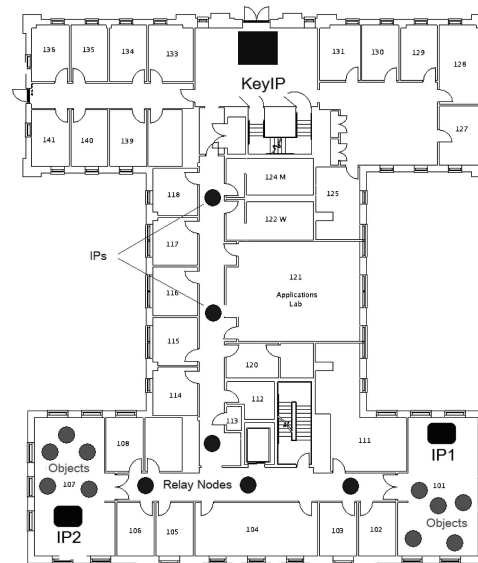 136
135
134
133
131
130
129
128
KeyIP
141
140
139
127
124 M
118
125
122 W
IPs
117
121
116
Applications
Lab
115
120
114
112
113
108
111
IP1
Objects
107
Relay Nodes
101
Objects
IP2
106
105
104
103
102